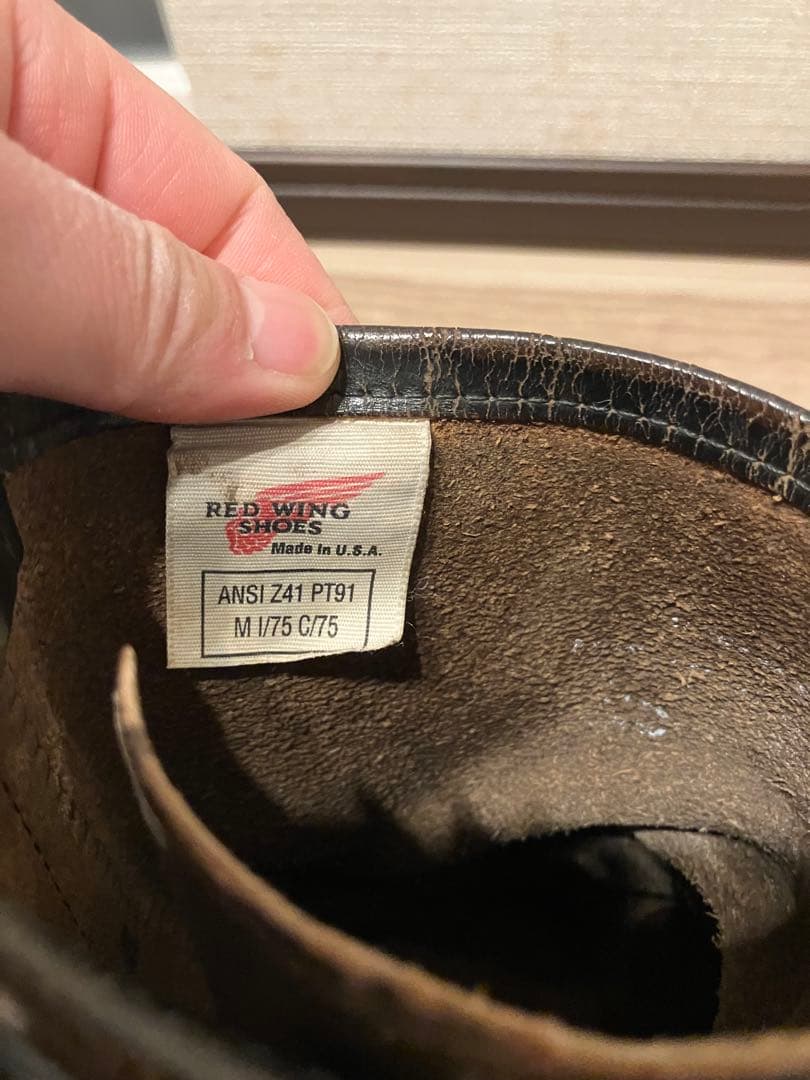 RED WING
SHOES
Made in U.S.A.
ANSI Z41 PT91
M I/75 C/75